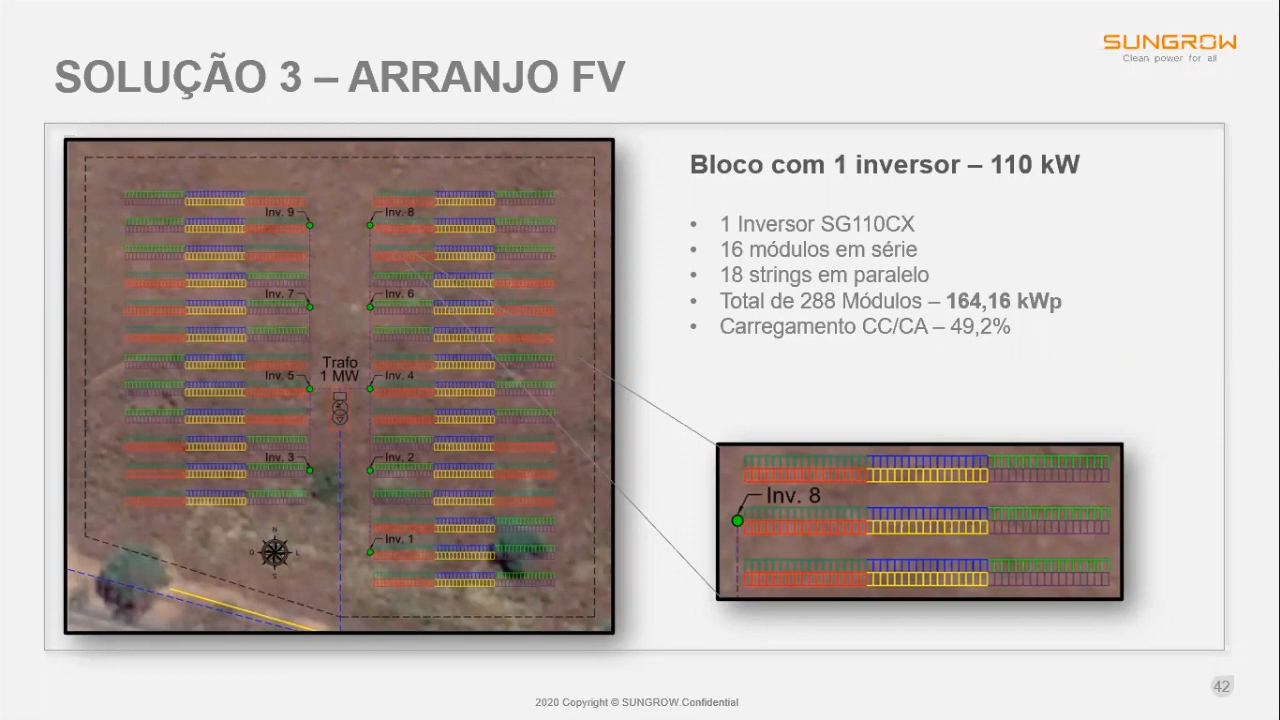 SUNGROW
Clean power for all
SOLUÇÃO 3 – ARRANJO FV
Bloco com 1 inversor – 110 kW
• 1 Inversor SG110CX
• 16 módulos em série
• 18 strings em paralelo
• Total de 288 Módulos – 164,16 kWp
• Carregamento CC/CA – 49,2%
Inv. 9
Inv. 8
Inv. 7
Inv. 6
Trafo
1 MW
Inv. 5
Inv. 4
Inv. 3
Inv. 2
Inv. 1
N
O
L
S
Inv. 8
42
2020 Copyright © SUNGROW Confidential